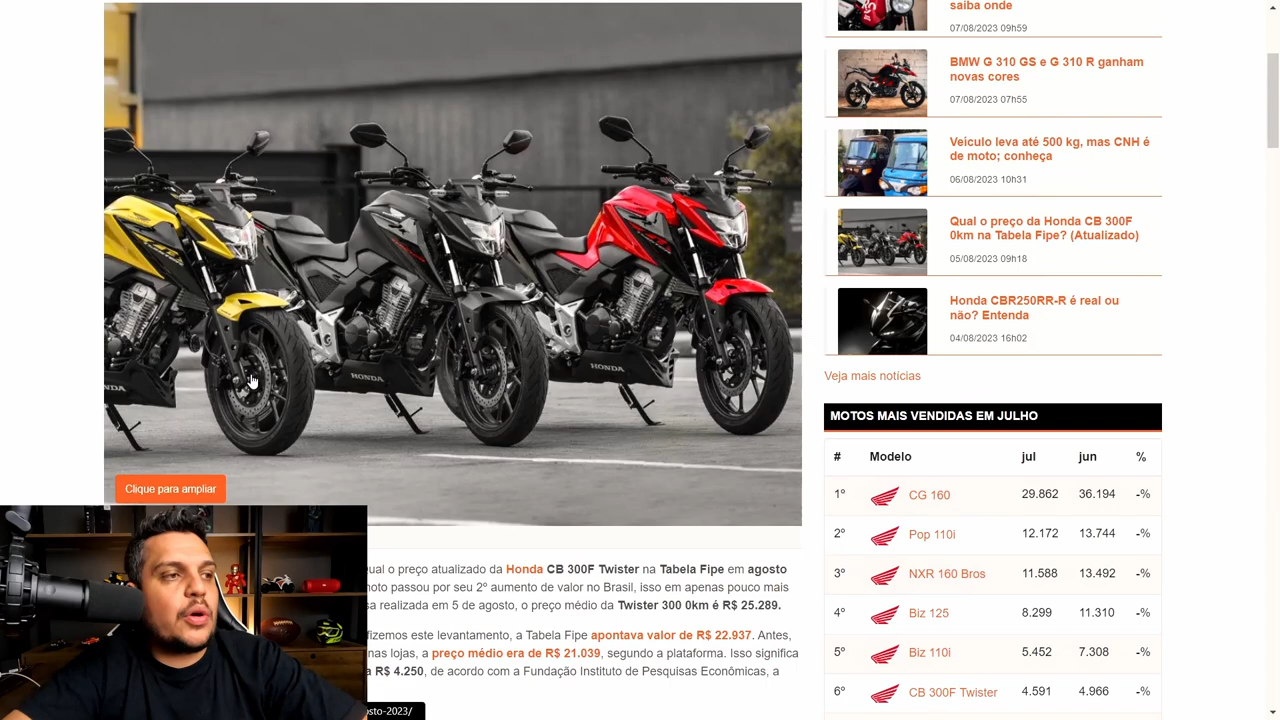 HONDA
HONDA
Clique para ampliar
ual o preço atualizado da Honda CB 300F Twister na Tabela Fipe em agosto
noto passou por seu 2º aumento de valor no Brasil, isso em apenas pouco mais
sa realizada em 5 de agosto, o preço médio da Twister 300 0km é R$ 25.289.
fizemos este levantamento, a Tabela Fipe apontava valor de R$ 22.937. Antes,
nas lojas, a preço médio era de R$ 21.039, segundo a plataforma. Isso significa
a R$ 4.250, de acordo com a Fundação Instituto de Pesquisas Econômicas, a
osto-2023/
saiba onde
07/08/2023 09h59
BMW G 310 GS e G 310 R ganham
novas cores
07/08/2023 07h55
Veículo leva até 500 kg, mas CNH é
de moto; conheça
06/08/2023 10h31
Qual o preço da Honda CB 300F
0km na Tabela Fipe? (Atualizado)
05/08/2023 09h18
Honda CBR250RR-R é real ou
não? Entenda
04/08/2023 16h02
Veja mais notícias
MOTOS MAIS VENDIDAS EM JULHO
# Modelo jul jun %
1º CG 160 29.862 36.194 -%
2º Pop 110i 12.172 13.744 -%
3º NXR 160 Bros 11.588 13.492 -%
4º Biz 125 8.299 11.310 -%
5º Biz 110i 5.452 7.308 -%
6º CB 300F Twister 4.591 4.966 -%